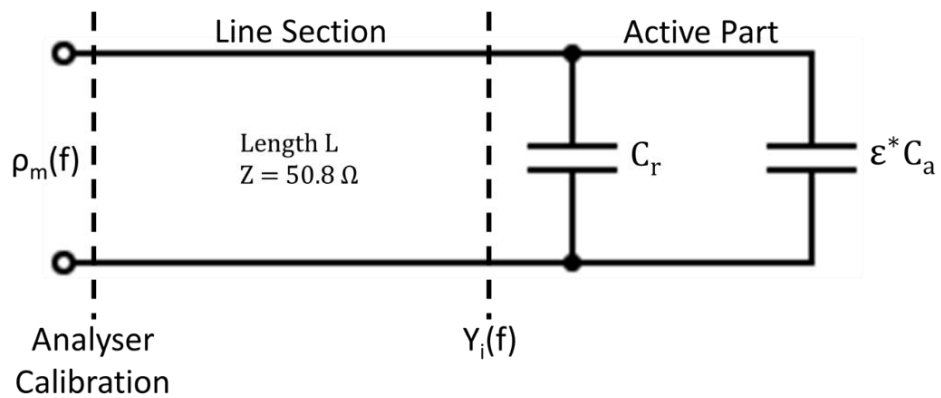 Line Section
Active Part
ρm(f)
Length L
Z = 50.8 Ω
Cr
ε*Ca
Analyser
Calibration
Yi(f)